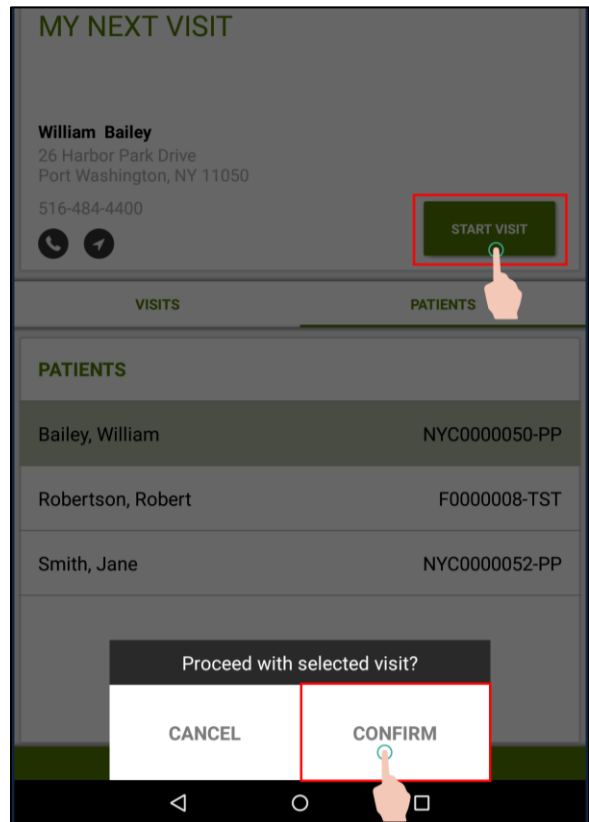 MY NEXT VISIT
William Bailey
26 Harbor Park Drive
Port Washington, NY 11050
516-484-4400
START VISIT
VISITS PATIENTS
PATIENTS
Bailey, William NYC0000050-PP
Robertson, Robert F0000008-TST
Smith, Jane NYC0000052-PP
Proceed with selected visit?
CANCEL CONFIRM